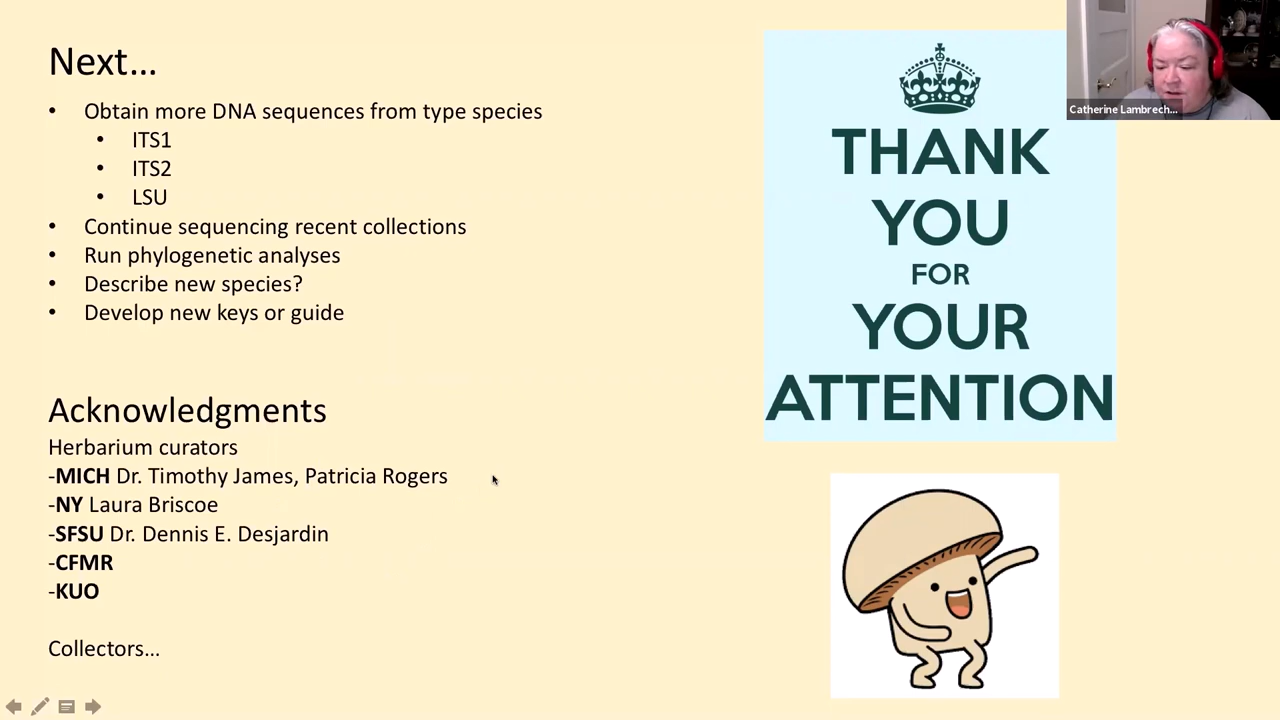 Next...
• Obtain more DNA sequences from type species
• ITS1
• ITS2
• LSU
• Continue sequencing recent collections
• Run phylogenetic analyses
• Describe new species?
• Develop new keys or guide
Acknowledgments
Herbarium curators
-MICH Dr. Timothy James, Patricia Rogers
-NY Laura Briscoe
-SFSU Dr. Dennis E. Desjardin
-CFMR
-KUO
Collectors...
THANK
YOU
FOR
YOUR
ATTENTION
Catherine Lambrech...